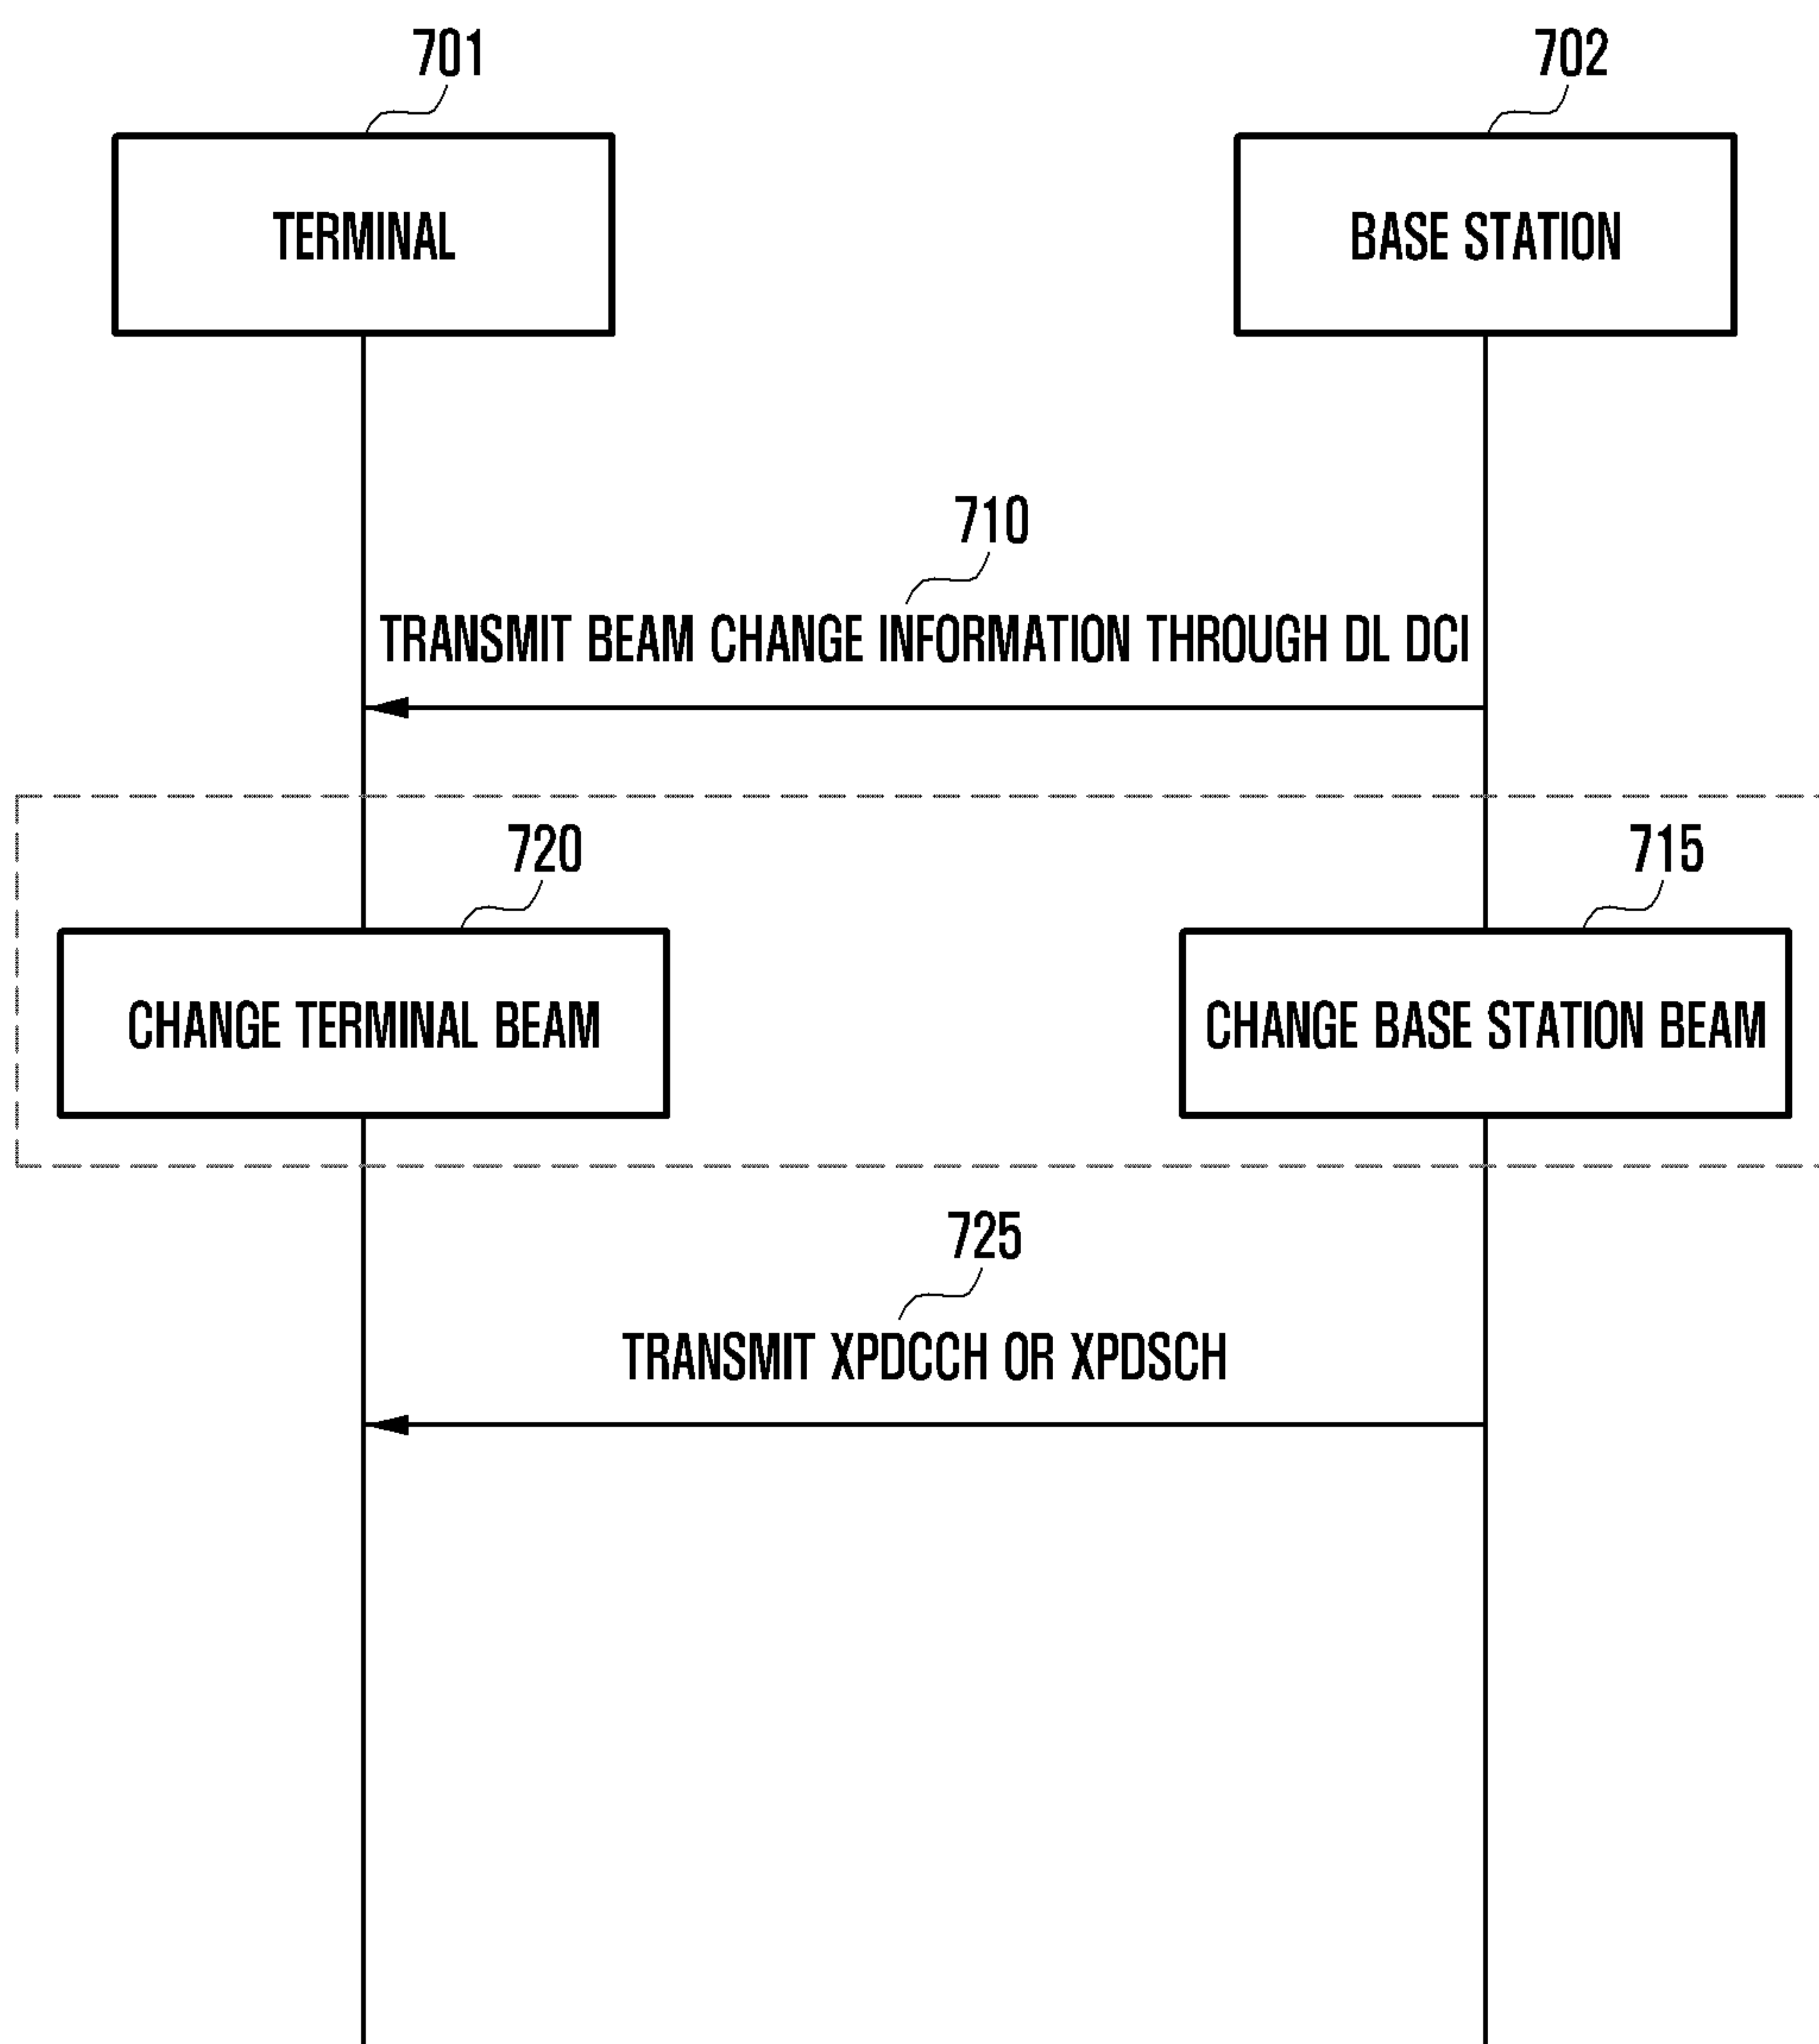 701
702
TERMINAL
BASE STATION
710
TRANSMIT BEAM CHANGE INFORMATION THROUGH DL DCI
720
715
CHANGE TERMINAL BEAM
CHANGE BASE STATION BEAM
725
TRANSMIT XPDCCH OR XPDSCH